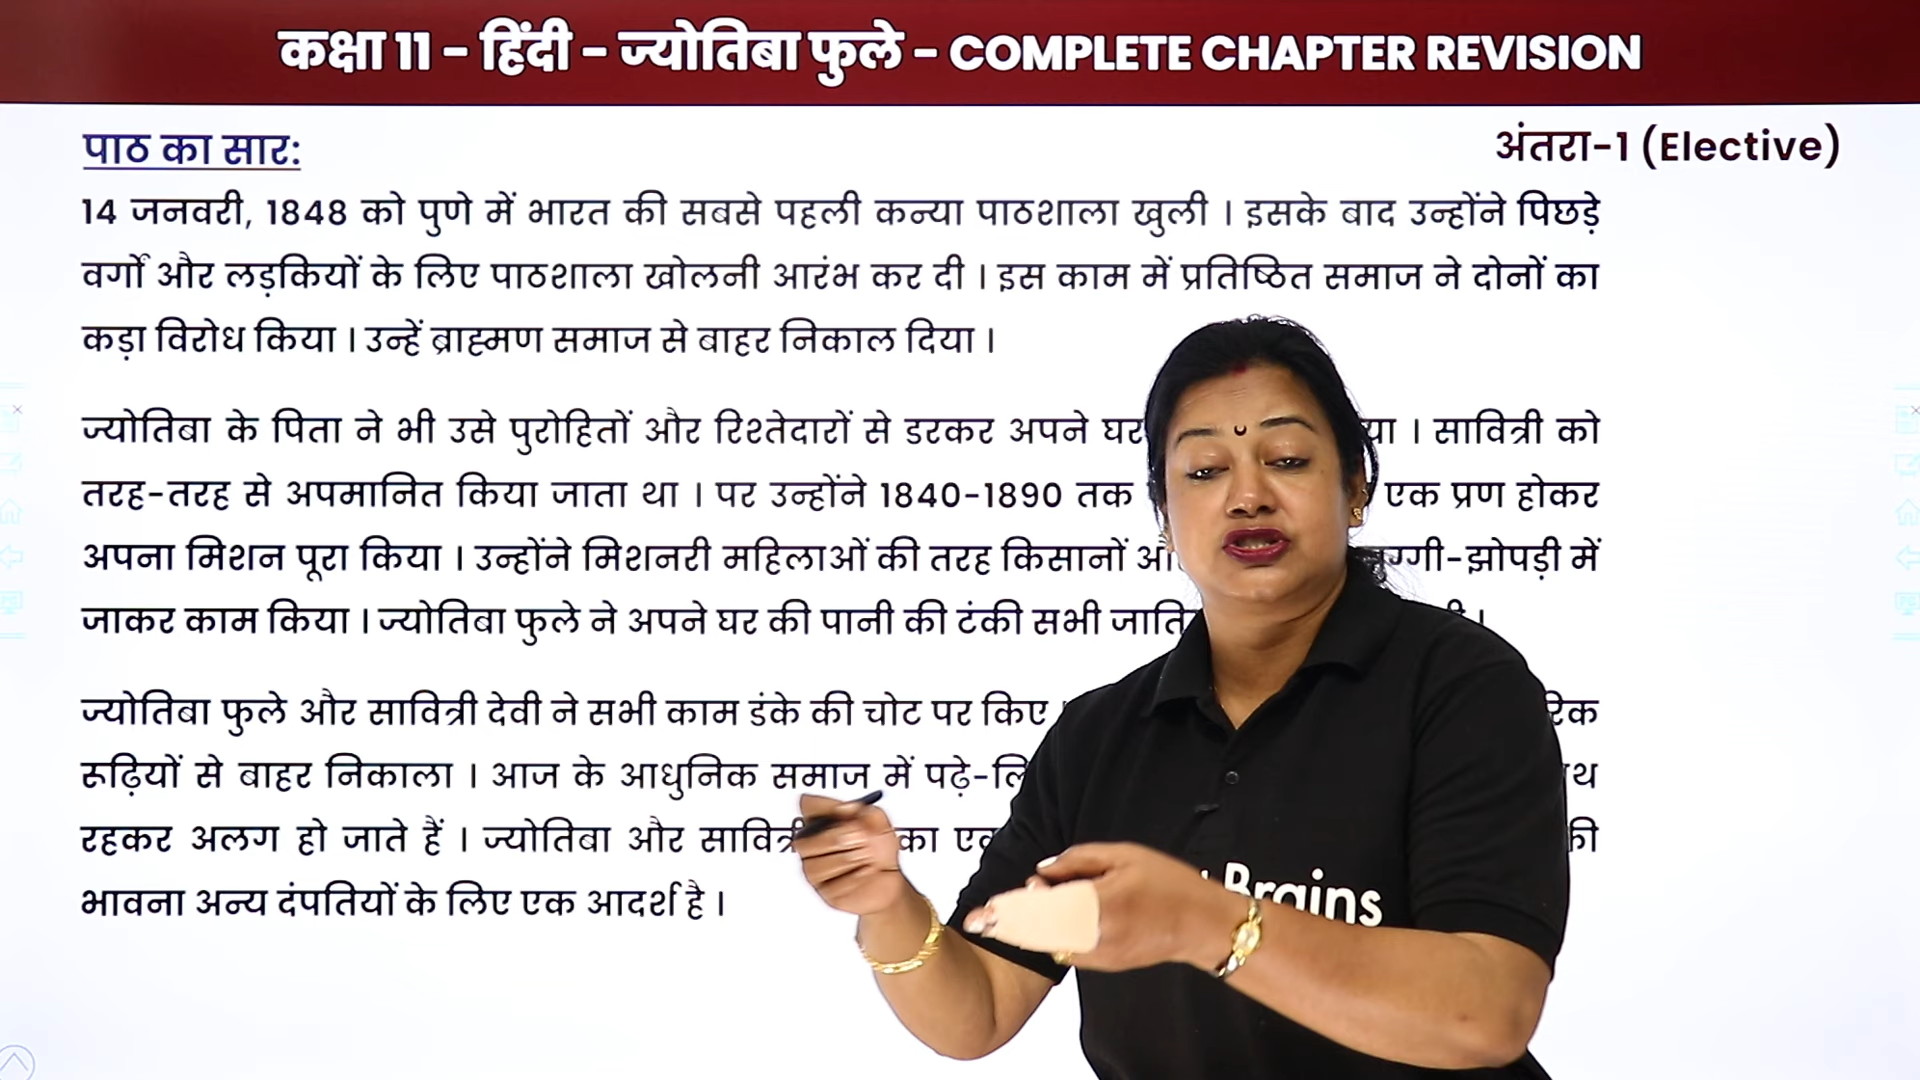 कक्षा 11 – हिंदी – ज्योतिबा फुले – COMPLETE CHAPTER REVISION
पाठ का सार:
अंतरा-1 (Elective)
14 जनवरी, 1848 को पुणे में भारत की सबसे पहली कन्या पाठशाला खुली । इसके बाद उन्होंने पिछड़े
वर्गों और लड़कियों के लिए पाठशाला खोलनी आरंभ कर दी । इस काम में प्रतिष्ठित समाज ने दोनों का
कड़ा विरोध किया । उन्हें ब्राह्मण समाज से बाहर निकाल दिया ।
ज्योतिबा के पिता ने भी उसे पुरोहितों और रिश्तेदारों से डरकर अपने घर । सावित्री को
तरह-तरह से अपमानित किया जाता था । पर उन्होंने 1840-1890 तक एक प्रण होकर
अपना मिशन पूरा किया । उन्होंने मिशनरी महिलाओं की तरह किसानों झोपड़ी में
जाकर काम किया । ज्योतिबा फुले ने अपने घर की पानी की टंकी सभी ।
ज्योतिबा फुले और सावित्री देवी ने सभी काम डंके की चोट पर किए
रूढ़ियों से बाहर निकाला । आज के आधुनिक समाज में
रहकर अलग हो जाते हैं । ज्योतिबा और का
भावना अन्य दंपतियों के लिए एक आदर्श है ।
Brains